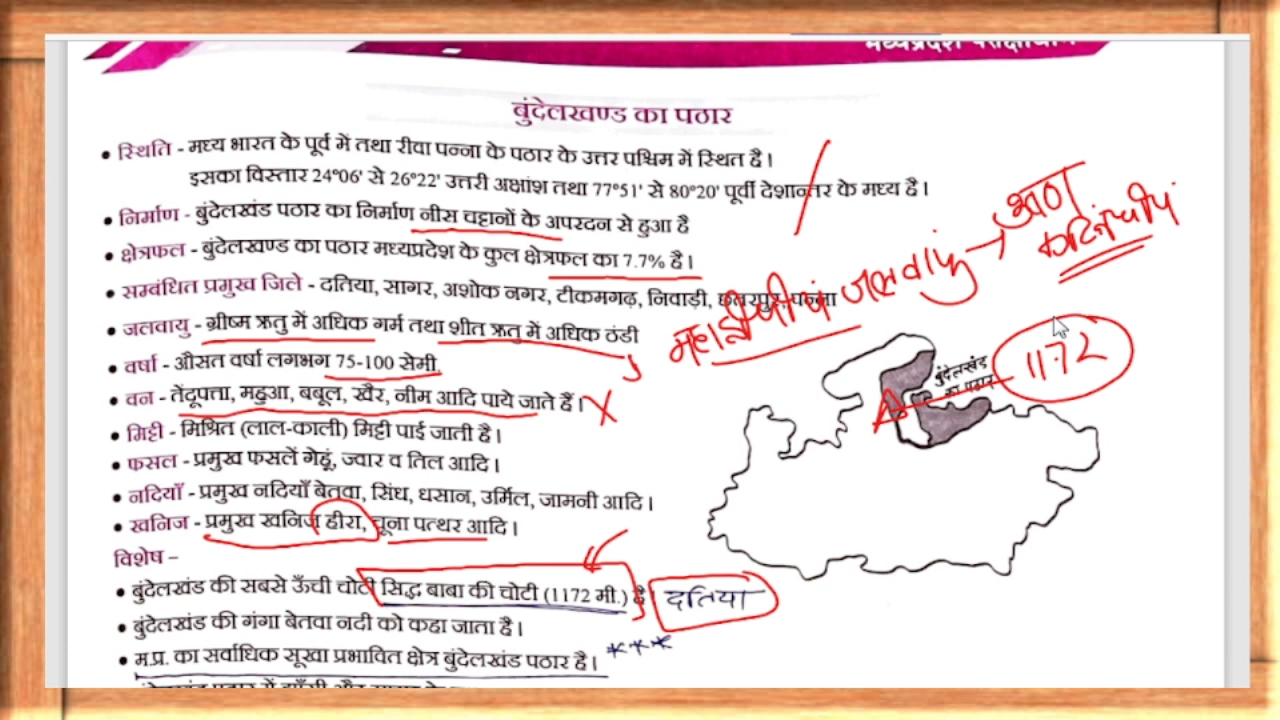 बुंदेलखण्ड का पठार
• स्थिति - मध्य भारत के पूर्व में तथा रीवा पन्ना के पठार के उत्तर पश्चिम में स्थित है।
इसका विस्तार 24°06' से 26°22' उत्तरी अक्षांश तथा 77°51' से 80°20' पूर्वी देशान्तर के मध्य है।
• निर्माण - बुंदेलखंड पठार का निर्माण नीस चट्टानों के अपरदन से हुआ है
• क्षेत्रफल - बुंदेलखण्ड का पठार मध्यप्रदेश के कुल क्षेत्रफल का 7.7% है।
• सम्बंधित प्रमुख जिले - दतिया, सागर, अशोक नगर, टीकमगढ़, निवाड़ी, छतरपुर, पन्ना
• जलवायु - ग्रीष्म ऋतु में अधिक गर्म तथा शीत ऋतु में अधिक ठंडी
• वर्षा - औसत वर्षा लगभग 75-100 सेमी
• वन - तेंदूपत्ता, महुआ, बबूल, खैर, नीम आदि पाये जाते हैं।
• मिट्टी - मिश्रित (लाल-काली) मिट्टी पाई जाती है।
• फसल - प्रमुख फसलें गेहूं, ज्वार व तिल आदि।
• नदियाँ - प्रमुख नदियाँ बेतवा, सिंध, धसान, उर्मिल, जामनी आदि।
• खनिज - प्रमुख खनिज हीरा, चूना पत्थर आदि।
विशेष –
• बुंदेलखंड की सबसे ऊँची चोटी सिद्ध बाबा की चोटी (1172 मी.) है दतिया
• बुंदेलखंड की गंगा बेतवा नदी को कहा जाता है।
• म.प्र. का सर्वाधिक सूखा प्रभावित क्षेत्र बुंदेलखंड पठार है। ***
महाद्वीपीय जलवायु →
बुंदेलखंड
का पठार
1172